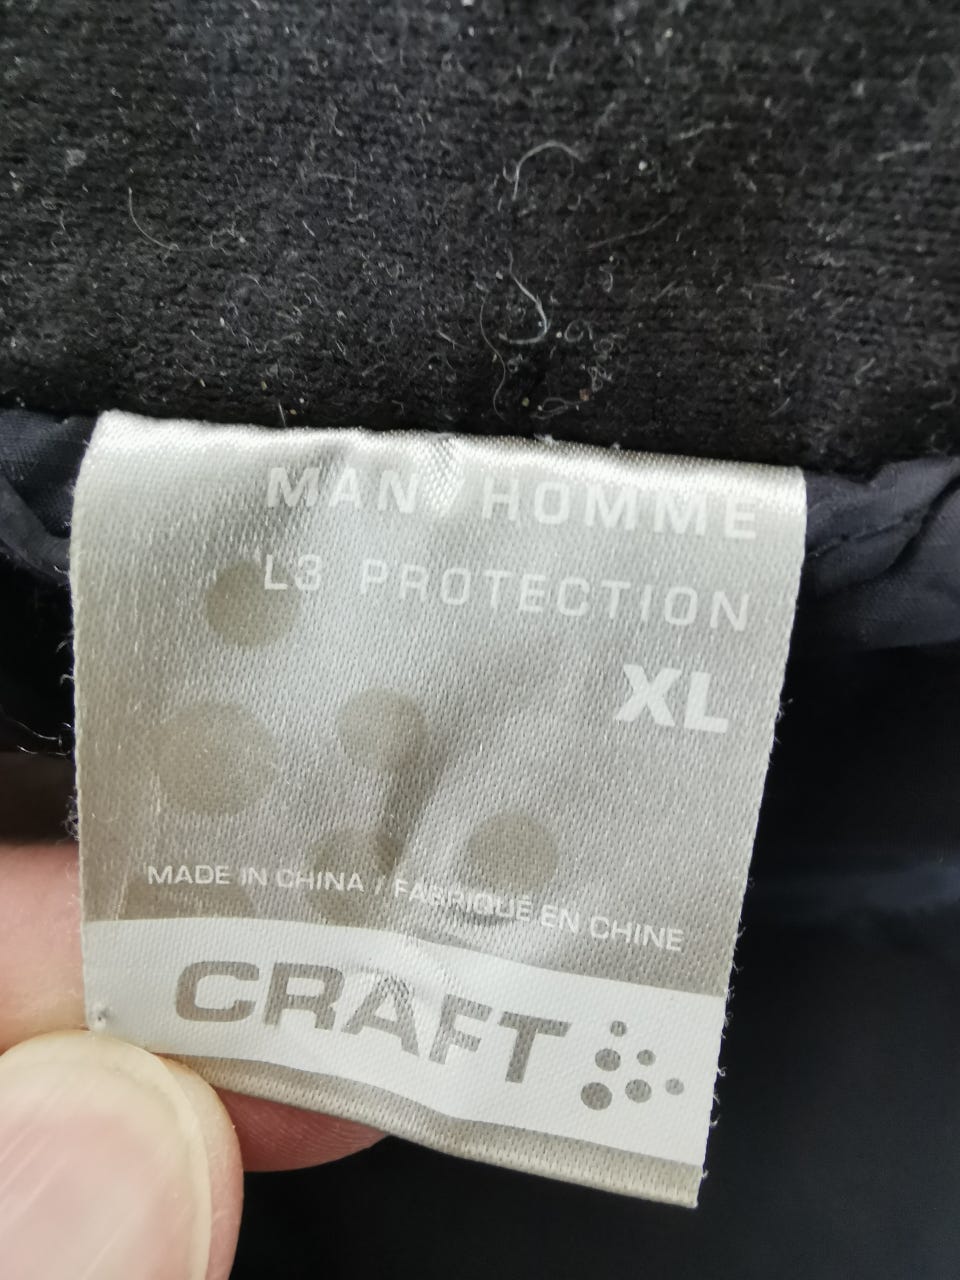 MAN HOMME
L3 PROTECTION
XL
MADE IN CHINA / FABRIQUÉ EN CHINE
CRAFT